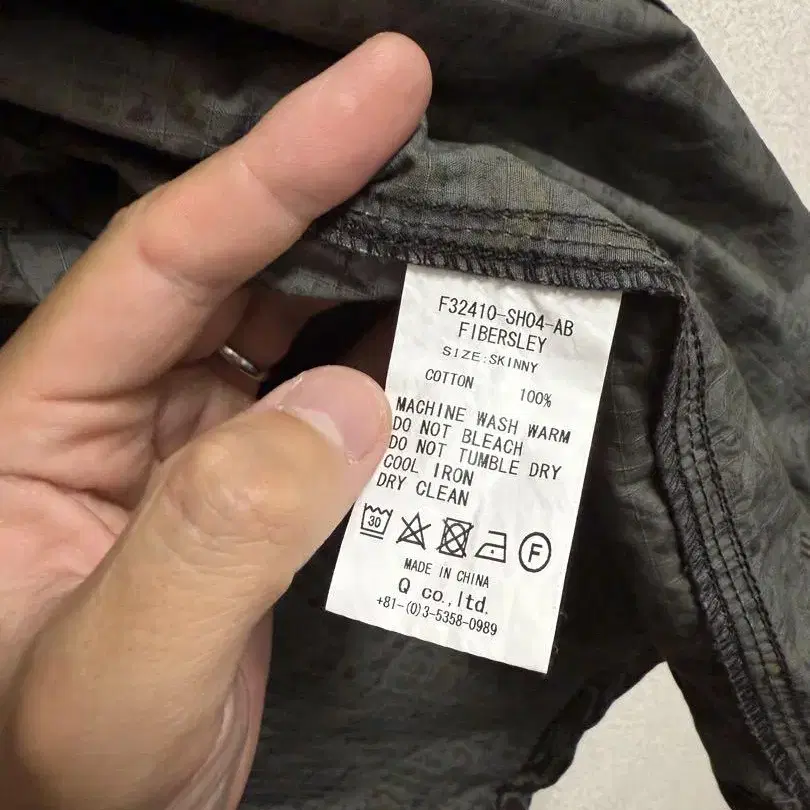 F32410-SH04-AB
FIBERSLEY
SIZE:SKINNY
COTTON 100%
MACHINE WASH WARM
DO NOT BLEACH
DO NOT TUMBLE DRY
COOL IRON
DRY CLEAN
30 F
MADE IN CHINA
Q co.,ltd.
+81-(0)3-5358-0989